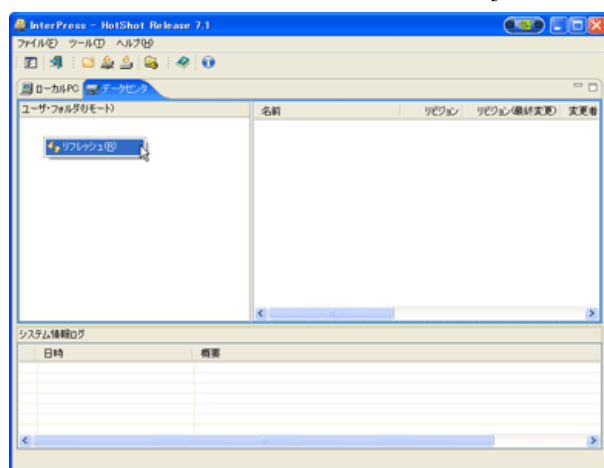 InterPress - HotShot Release 7.1
ファイル(F) ツール(T) ヘルプ(H)
ローカルPC データセンタ
ユーザ・フォルダ(リモート)
名前 リビジョン リビジョン(最終変更) 変更者
リフレッシュ(R)
システム情報ログ
日時 概要